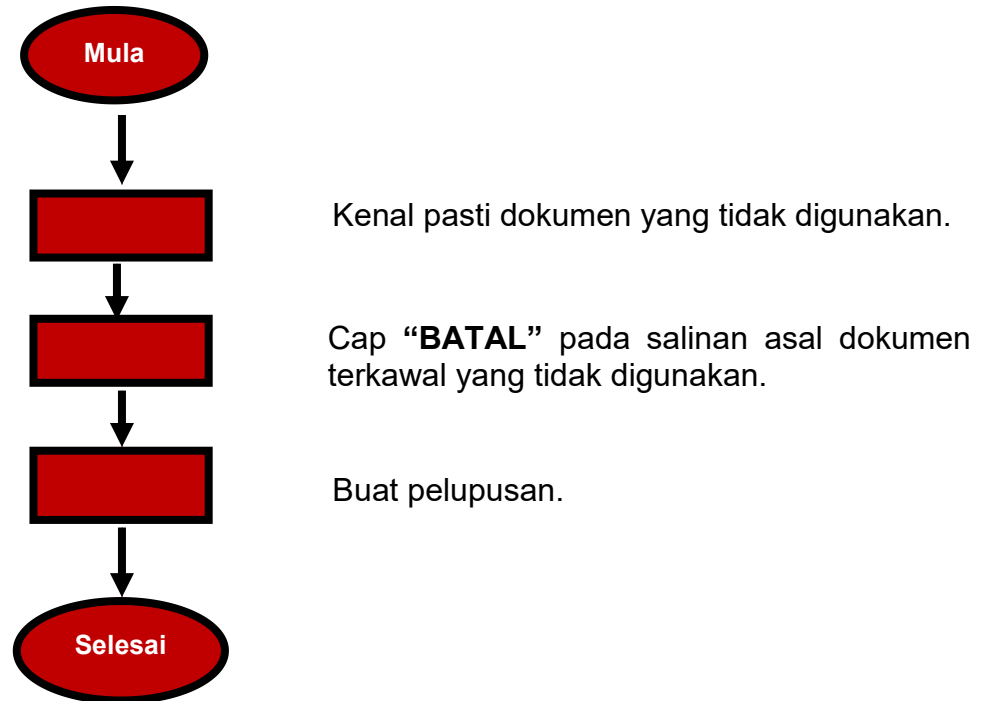 Mula
Kenal pasti dokumen yang tidak digunakan.
Cap “BATAL” pada salinan asal dokumen
terkawal yang tidak digunakan.
Buat pelupusan.
Selesai